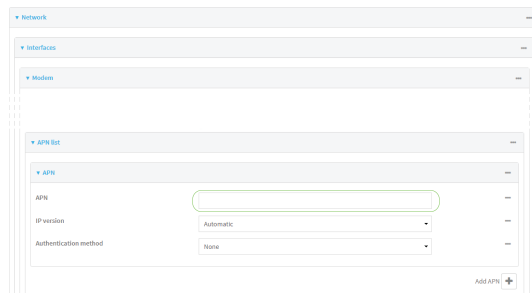 Network
Interfaces
Modem
APN list
APN
APN
IP version
Automatic
Authentication method
None
Add APN